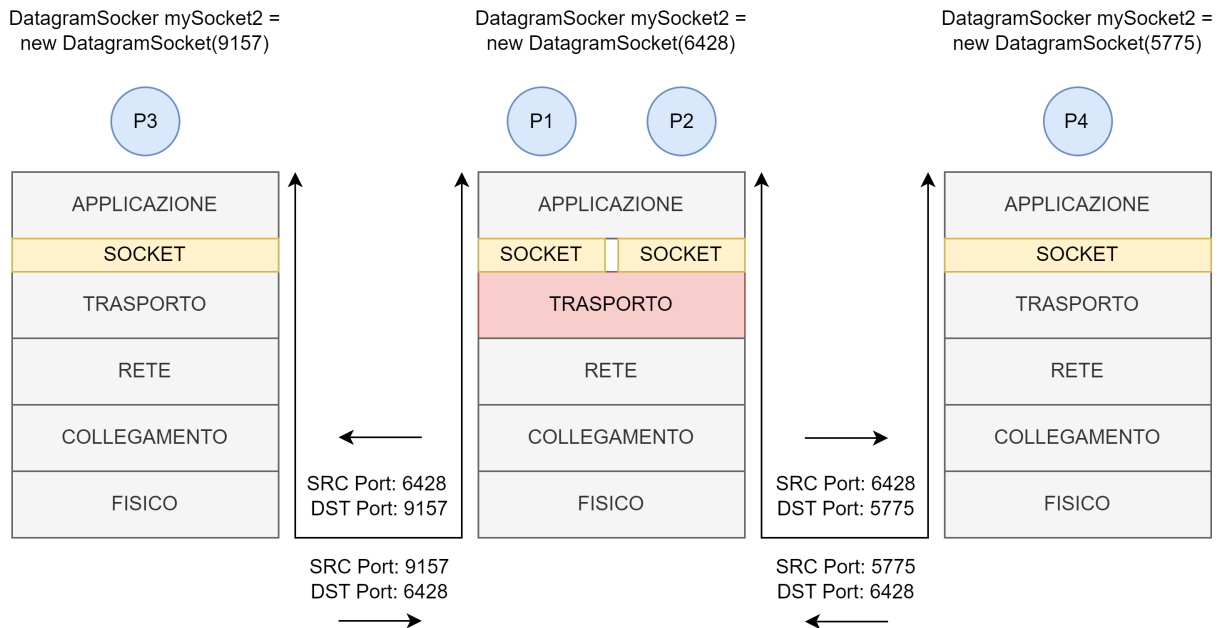 DatagramSocker mySocket2 =
new DatagramSocket(9157)
DatagramSocker mySocket2 =
new DatagramSocket(6428)
DatagramSocker mySocket2 =
new DatagramSocket(5775)
P3
P1
P2
P4
APPLICAZIONE
SOCKET
TRASPORTO
RETE
COLLEGAMENTO
FISICO
SRC Port: 6428
DST Port: 9157
SRC Port: 9157
DST Port: 6428
APPLICAZIONE
SOCKET
SOCKET
TRASPORTO
RETE
COLLEGAMENTO
FISICO
SRC Port: 6428
DST Port: 5775
SRC Port: 5775
DST Port: 6428
APPLICAZIONE
SOCKET
TRASPORTO
RETE
COLLEGAMENTO
FISICO